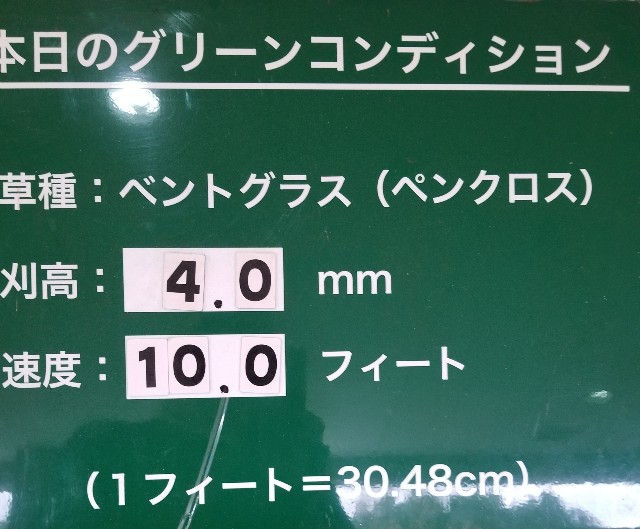 本日のグリーンコンディション
草種：ベントグラス（ペンクロス）
刈高：4.0 mm
速度：10.0 フィート
（1フィート＝30.48cm）